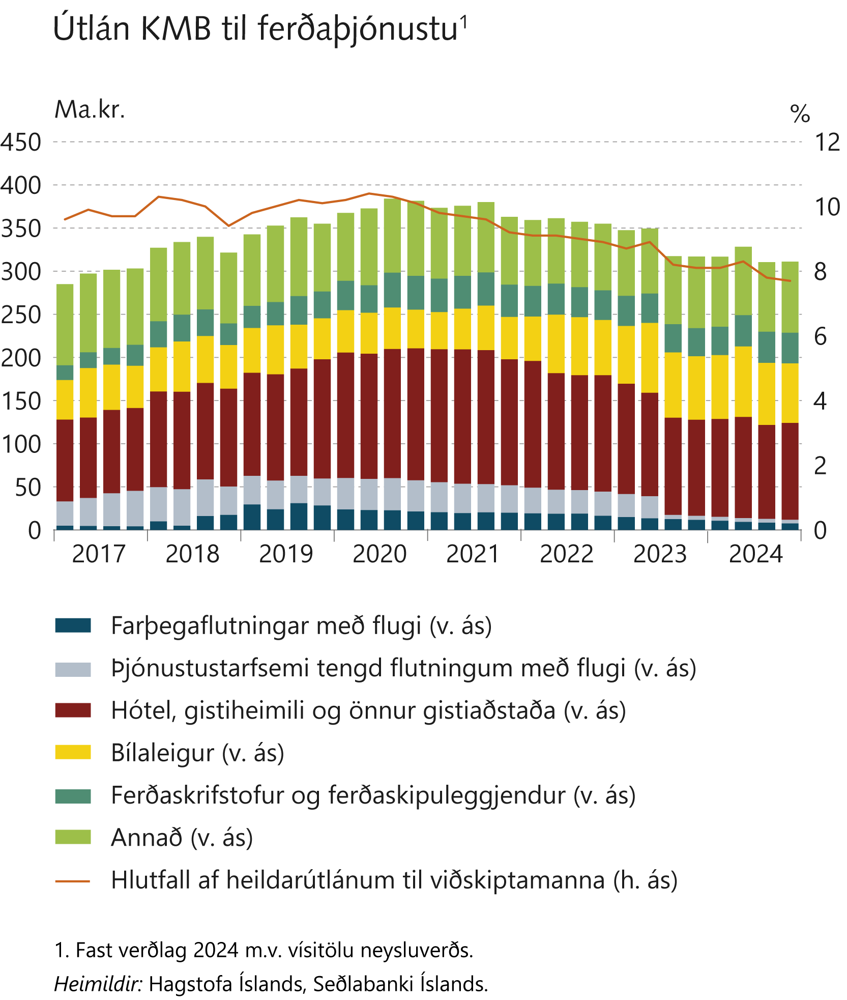 Útlán KMB til ferðaþjónustu¹
Ma.kr.
%
450
400
350
300
250
200
150
100
50
0
12
10
8
6
4
2
0
2017 2018 2019 2020 2021 2022 2023 2024
Farþegaflutningar með flugi (v. ás)
Þjónustustarfsemi tengd flutningum með flugi (v. ás)
Hótel, gistiheimili og önnur gistiaðstaða (v. ás)
Bílaleigur (v. ás)
Ferðaskrifstofur og ferðaskipuleggjendur (v. ás)
Annað (v. ás)
Hlutfall af heildarútlánum til viðskiptamanna (h. ás)
1. Fast verðlag 2024 m.v. vísitölu neysluverðs.
Heimildir: Hagstofa Íslands, Seðlabanki Íslands.